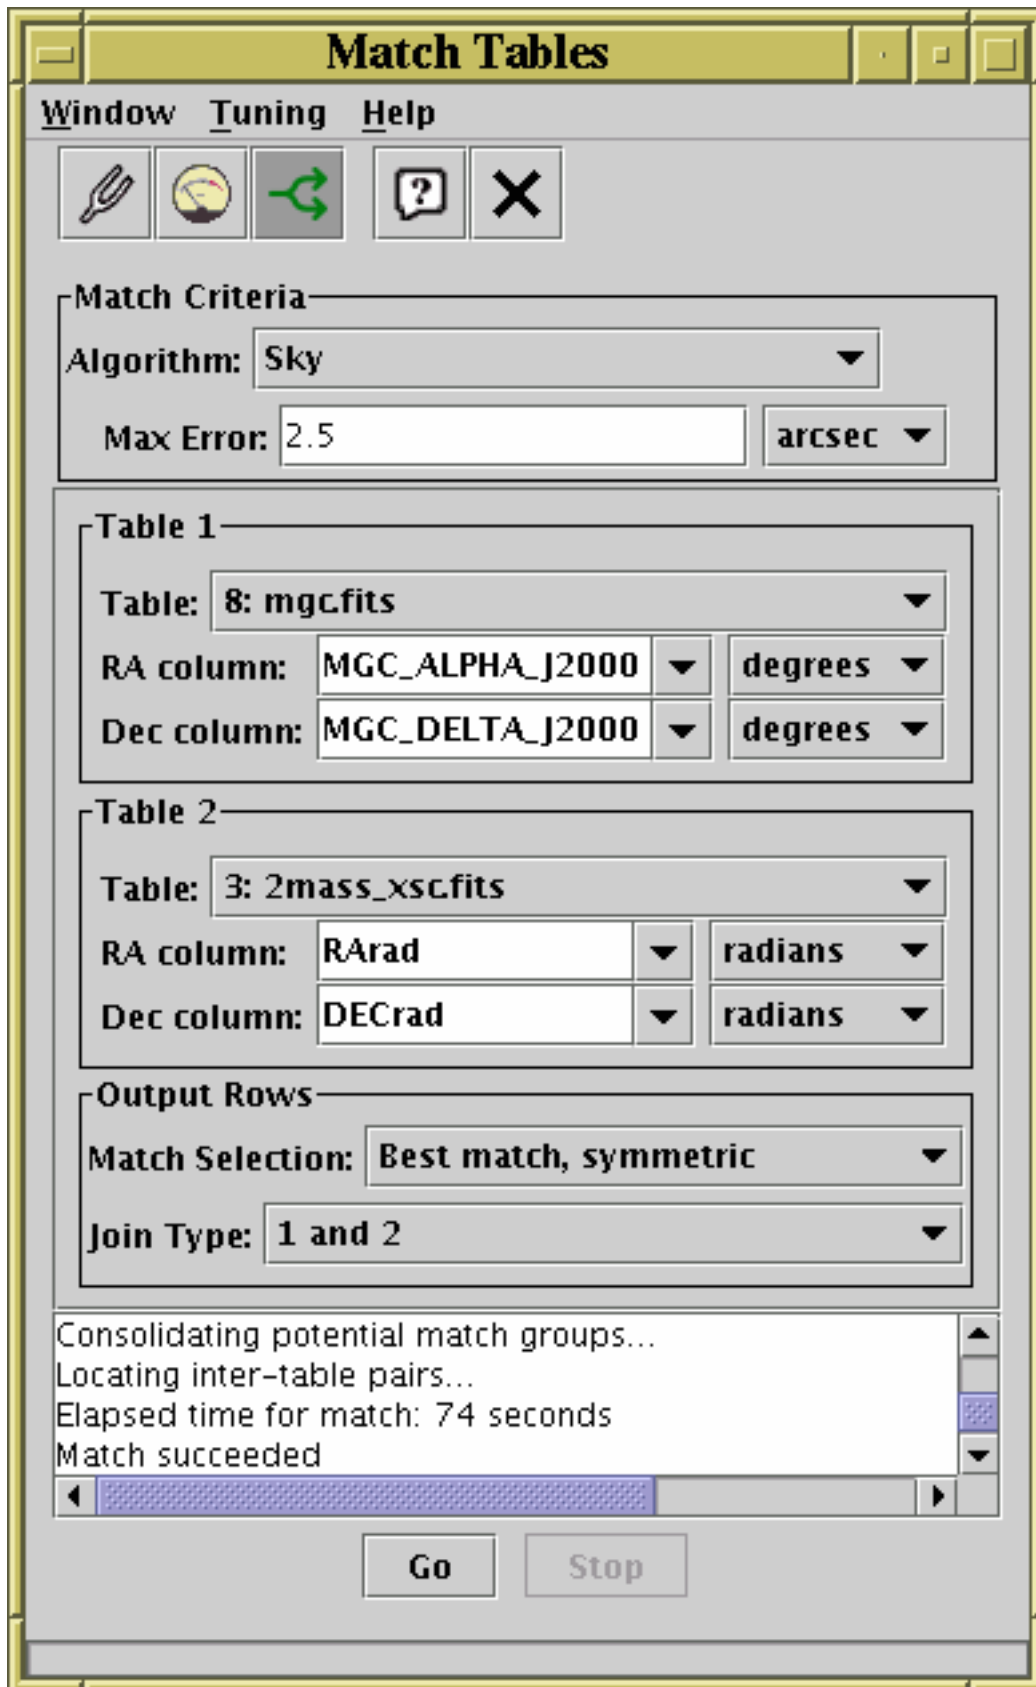 Match Tables
Window Tuning Help
?
Match Criteria
Algorithm: Sky
Max Error: 2.5 arcsec
Table 1
Table: 8: mgc.fits
RA column: MGC_ALPHA_J2000 degrees
Dec column: MGC_DELTA_J2000 degrees
Table 2
Table: 3: 2mass_xsc.fits
RA column: RArad radians
Dec column: DECrad radians
Output Rows
Match Selection: Best match, symmetric
Join Type: 1 and 2
Consolidating potential match groups...
Locating inter-table pairs...
Elapsed time for match: 74 seconds
Match succeeded
Go Stop